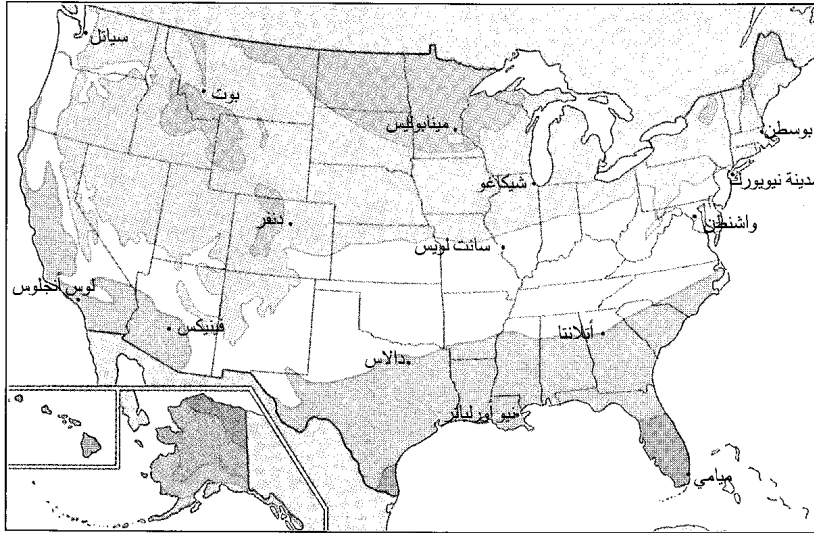 سياتل
بوت
مينابوليس
بوسطن
مدينة نيويورك
شيكاغو
واشنطن
دنفر
سانت لويس
لوس أنجلوس
فينيكس
أتلانتا
دالاس
نيو أورليانز
ميامي